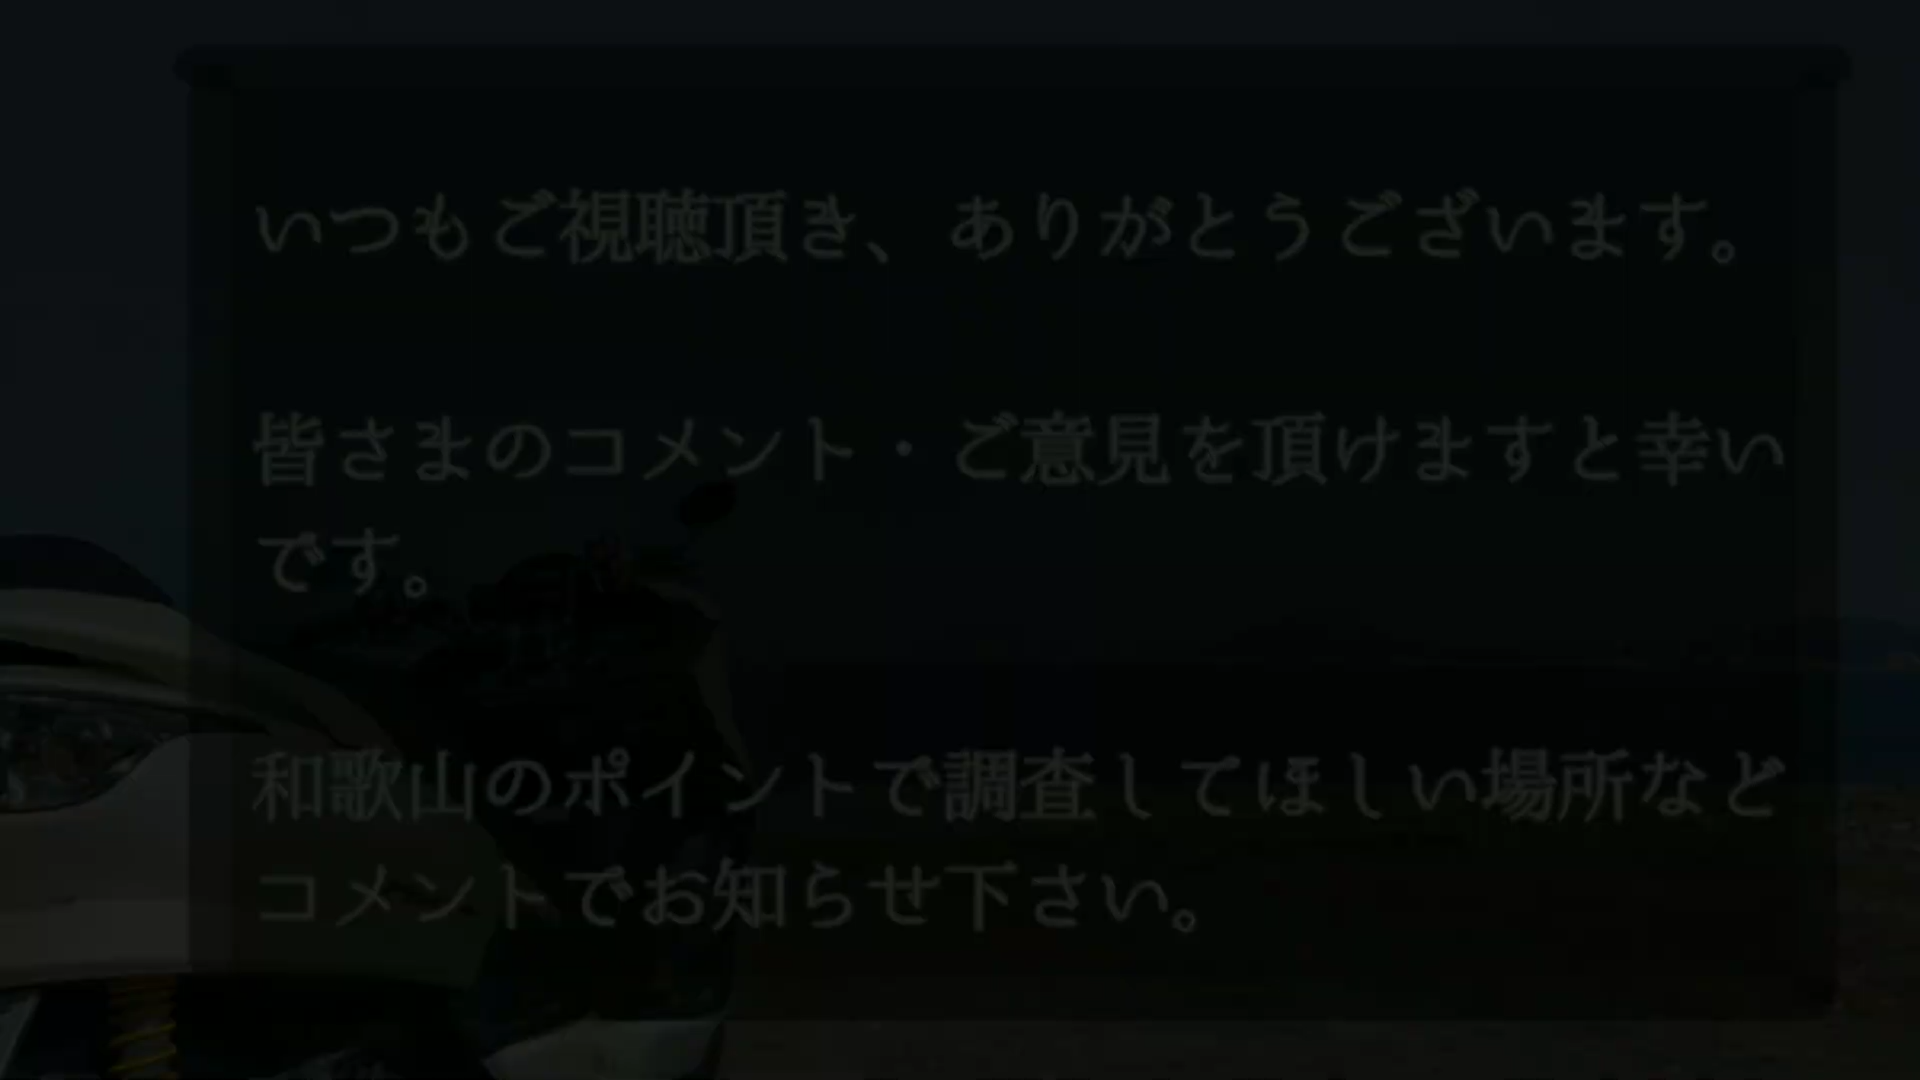 いつもご視聴頂き、ありがとうございます。
皆さまのコメント・ご意見を頂けますと幸い
です。
和歌山のポイントで調査してほしい場所など
コメントでお知らせ下さい。